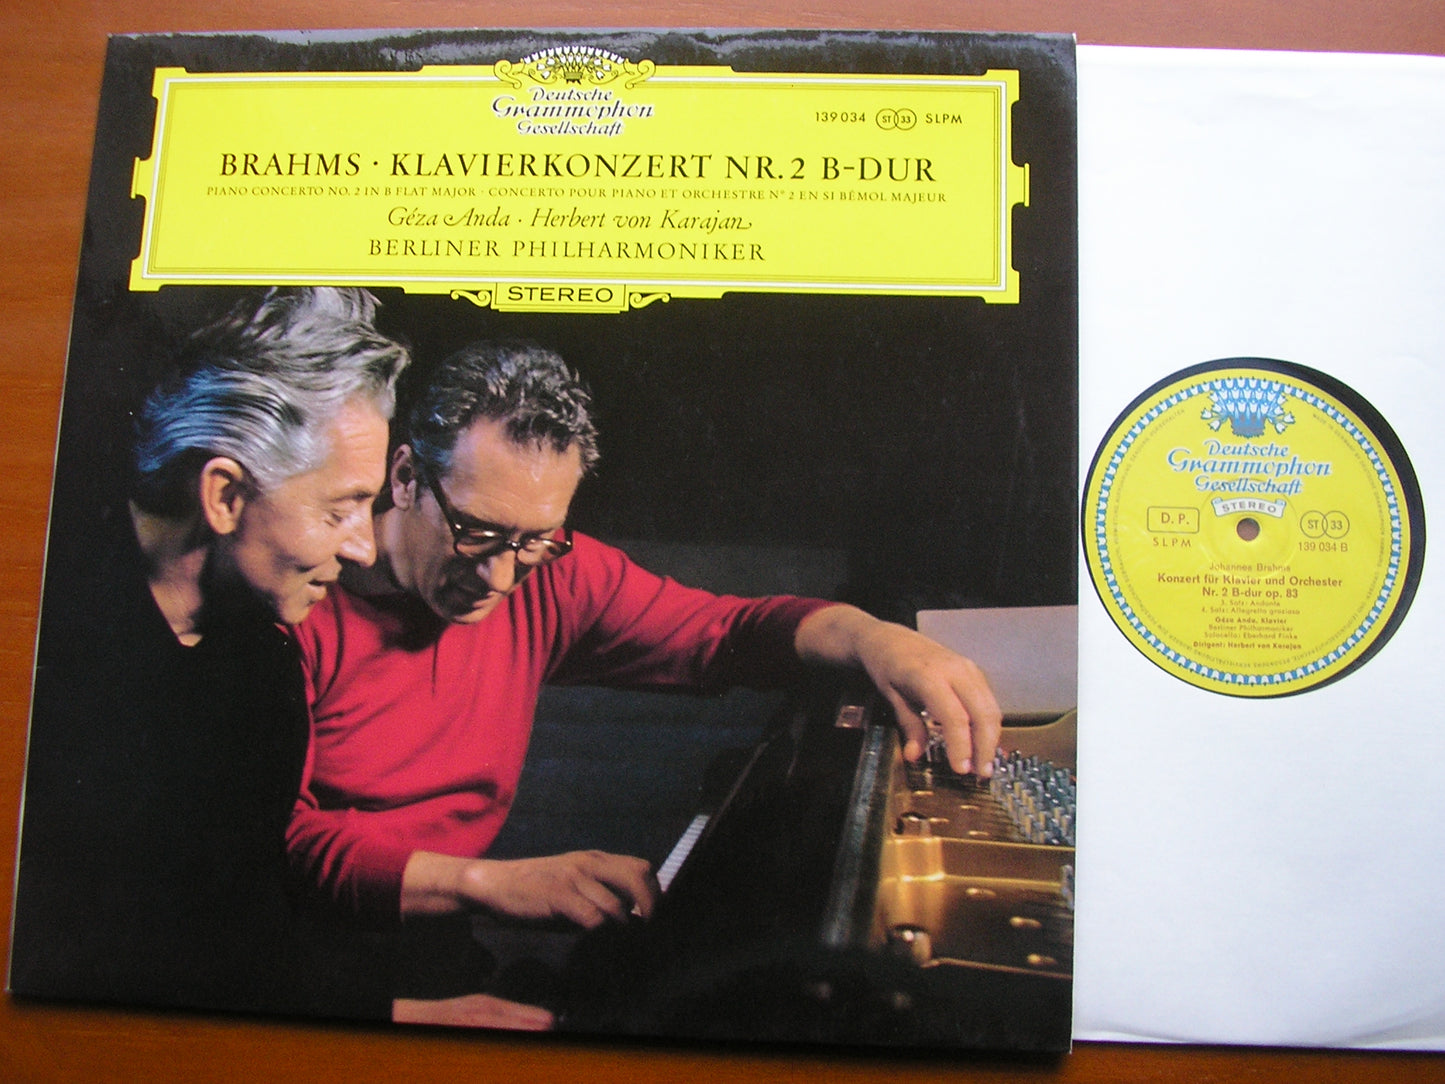 Deutsche
Grammophon
Gesellschaft
139 034 ST 33 SLPM
BRAHMS · KLAVIERKONZERT NR. 2 B-DUR
PIANO CONCERTO NO. 2 IN B FLAT MAJOR · CONCERTO POUR PIANO ET ORCHESTRE N° 2 EN SI BÉMOL MAJEUR
Géza Anda · Herbert von Karajan
BERLINER PHILHARMONIKER
STEREO
Deutsche
Grammophon
Gesellschaft
STEREO
D. P. ST 33
SLPM 139 034 B
Johannes Brahms
Konzert für Klavier und Orchester
Nr. 2 B-dur op. 83
3. Satz: Andante
4. Satz: Allegretto grazioso
Géza Anda, Klavier
Berliner Philharmoniker
Solocello: Eberhard Finke
Dirigent: Herbert von Karajan